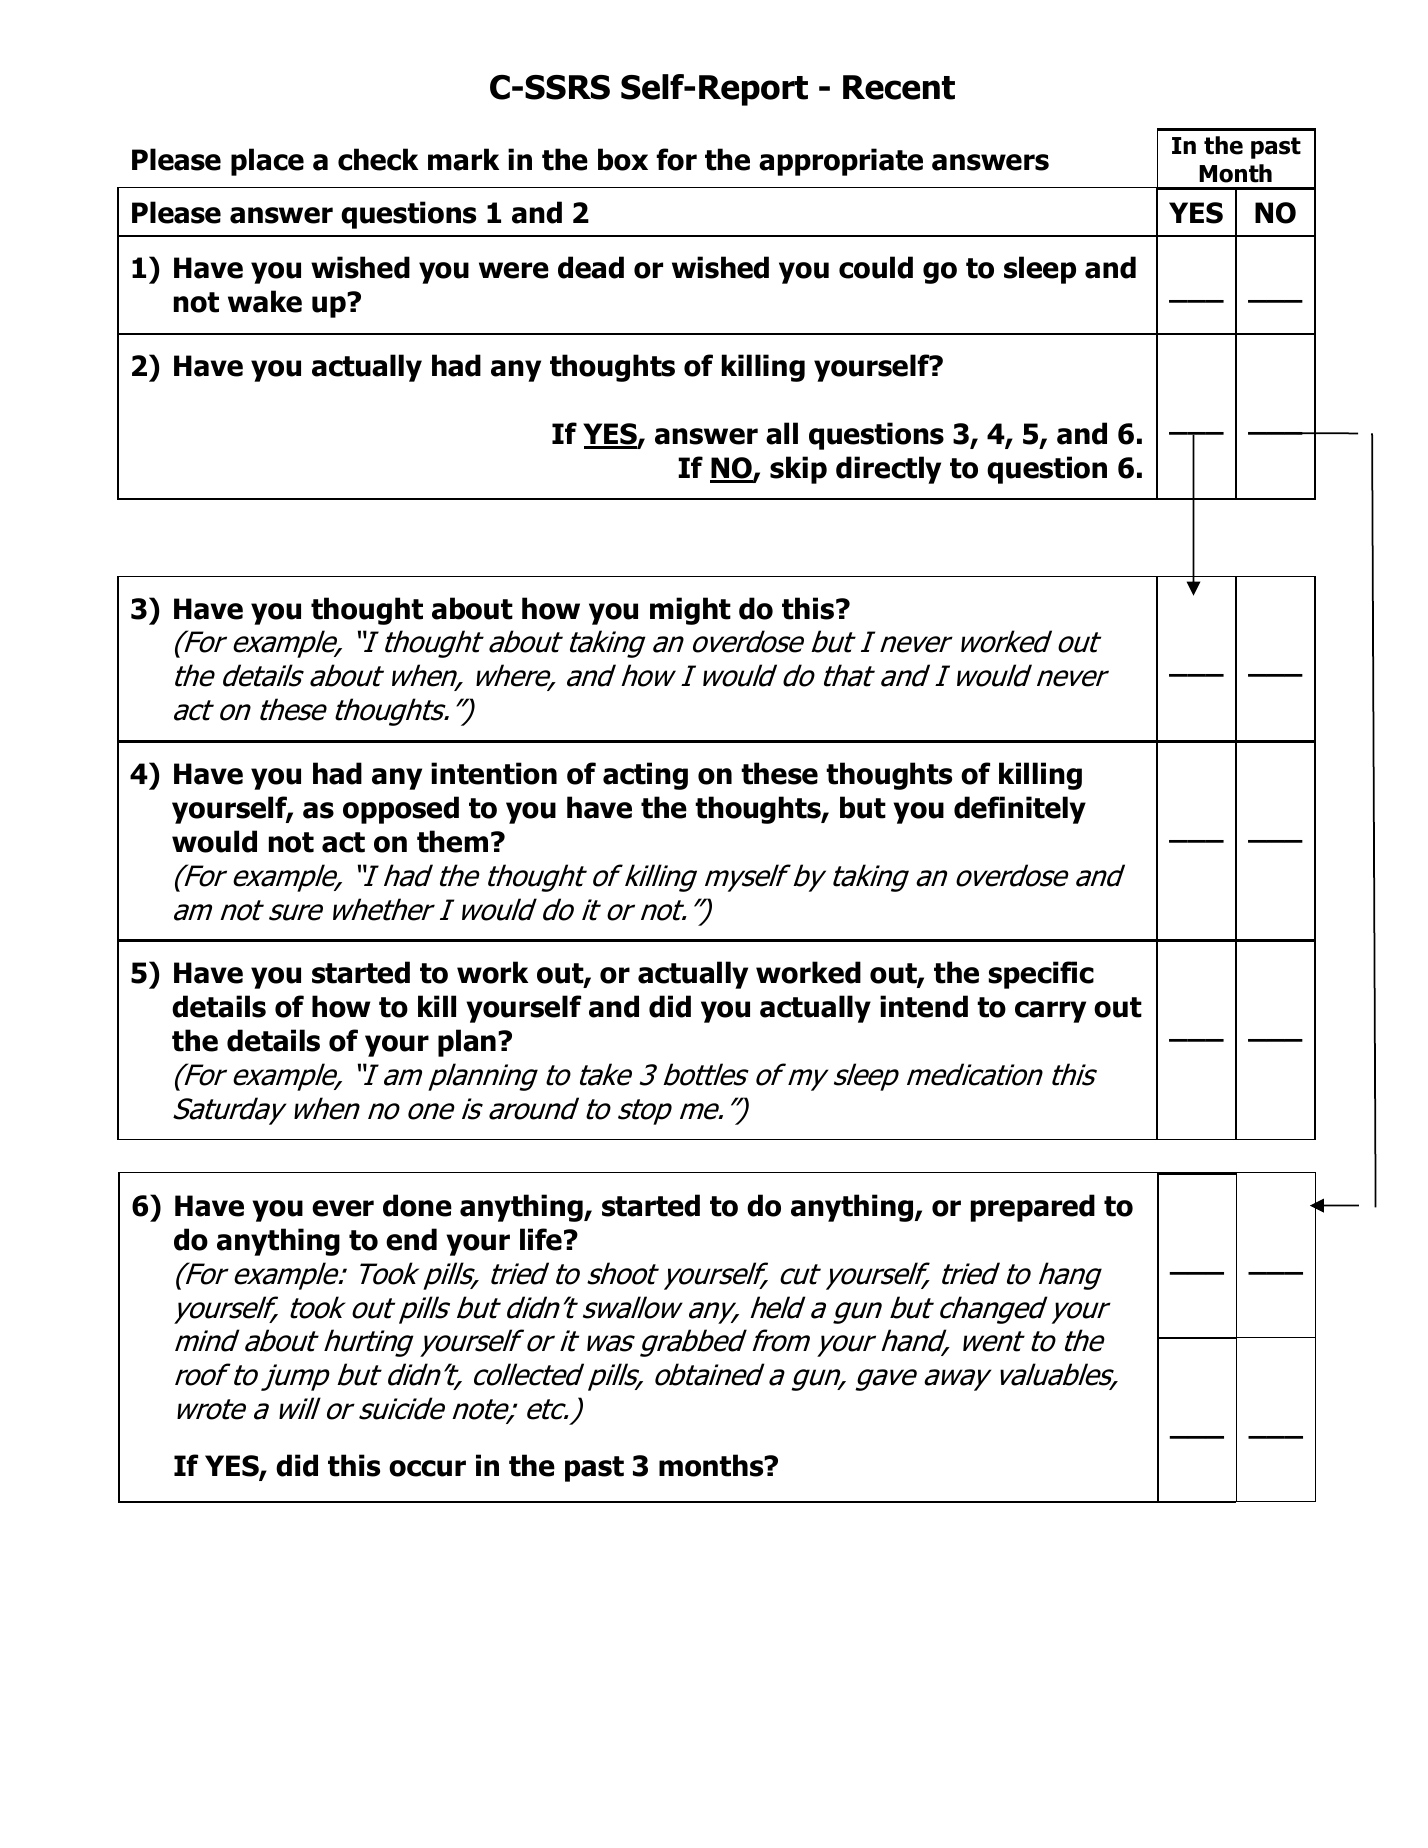 C-SSRS Self-Report - Recent
Please place a check mark in the box for the appropriate answers
In the past
Month
Please answer questions 1 and 2
YES
NO
1) Have you wished you were dead or wished you could go to sleep and
not wake up?
___ ___
2) Have you actually had any thoughts of killing yourself?
If YES, answer all questions 3, 4, 5, and 6.
___ ___
If NO, skip directly to question 6.
3) Have you thought about how you might do this?
(For example, “I thought about taking an overdose but I never worked out
the details about when, where, and how I would do that and I would never
___ ___
act on these thoughts.”)
4) Have you had any intention of acting on these thoughts of killing
yourself, as opposed to you have the thoughts, but you definitely
would not act on them?
___ ___
(For example, “I had the thought of killing myself by taking an overdose and
am not sure whether I would do it or not.”)
5) Have you started to work out, or actually worked out, the specific
details of how to kill yourself and did you actually intend to carry out
the details of your plan?
___ ___
(For example, “I am planning to take 3 bottles of my sleep medication this
Saturday when no one is around to stop me.”)
6) Have you ever done anything, started to do anything, or prepared to
do anything to end your life?
(For example: Took pills, tried to shoot yourself, cut yourself, tried to hang
___ ___
yourself, took out pills but didn’t swallow any, held a gun but changed your
mind about hurting yourself or it was grabbed from your hand, went to the
roof to jump but didn’t, collected pills, obtained a gun, gave away valuables,
wrote a will or suicide note; etc.)
___ ___
If YES, did this occur in the past 3 months?